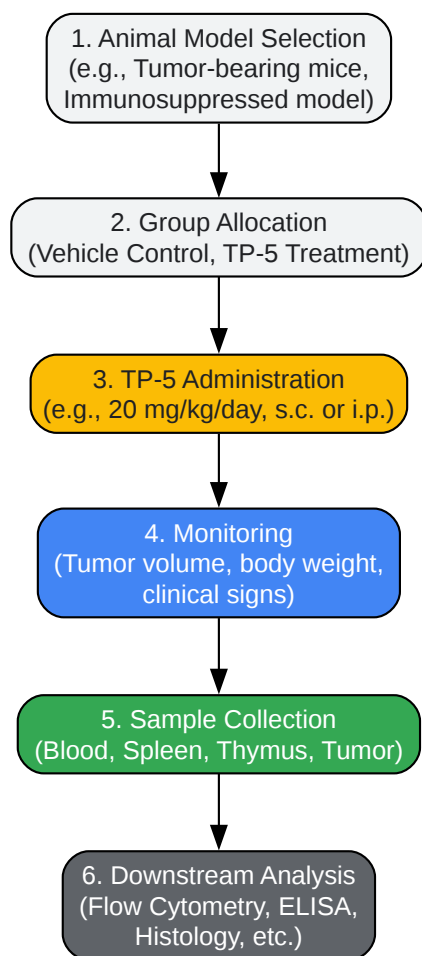 1. Animal Model Selection
(e.g., Tumor-bearing mice,
Immunosuppressed model)
2. Group Allocation
(Vehicle Control, TP-5 Treatment)
3. TP-5 Administration
(e.g., 20 mg/kg/day, s.c. or i.p.)
4. Monitoring
(Tumor volume, body weight,
clinical signs)
5. Sample Collection
(Blood, Spleen, Thymus, Tumor)
6. Downstream Analysis
(Flow Cytometry, ELISA,
Histology, etc.)